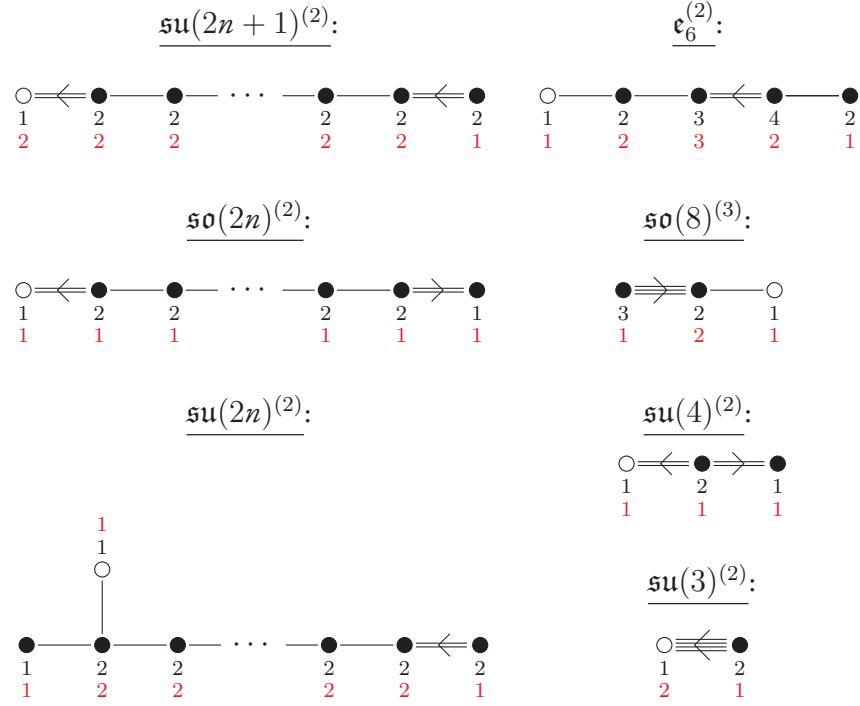 𝔰𝔲(2n + 1)⁽²⁾:
1 2 2 · · · 2 2 2
2 2 2 2 2 1
𝔢₆⁽²⁾:
1 2 3 4 2
1 2 3 2 1
𝔰𝔬(2n)⁽²⁾:
1 2 2 · · · 2 2 1
1 1 1 1 1 1
𝔰𝔬(8)⁽³⁾:
3 2 1
1 2 1
𝔰𝔲(2n)⁽²⁾:
1
1
1 2 2 · · · 2 2 2
1 2 2 2 2 1
𝔰𝔲(4)⁽²⁾:
1 2 1
1 1 1
𝔰𝔲(3)⁽²⁾:
1 2
2 1